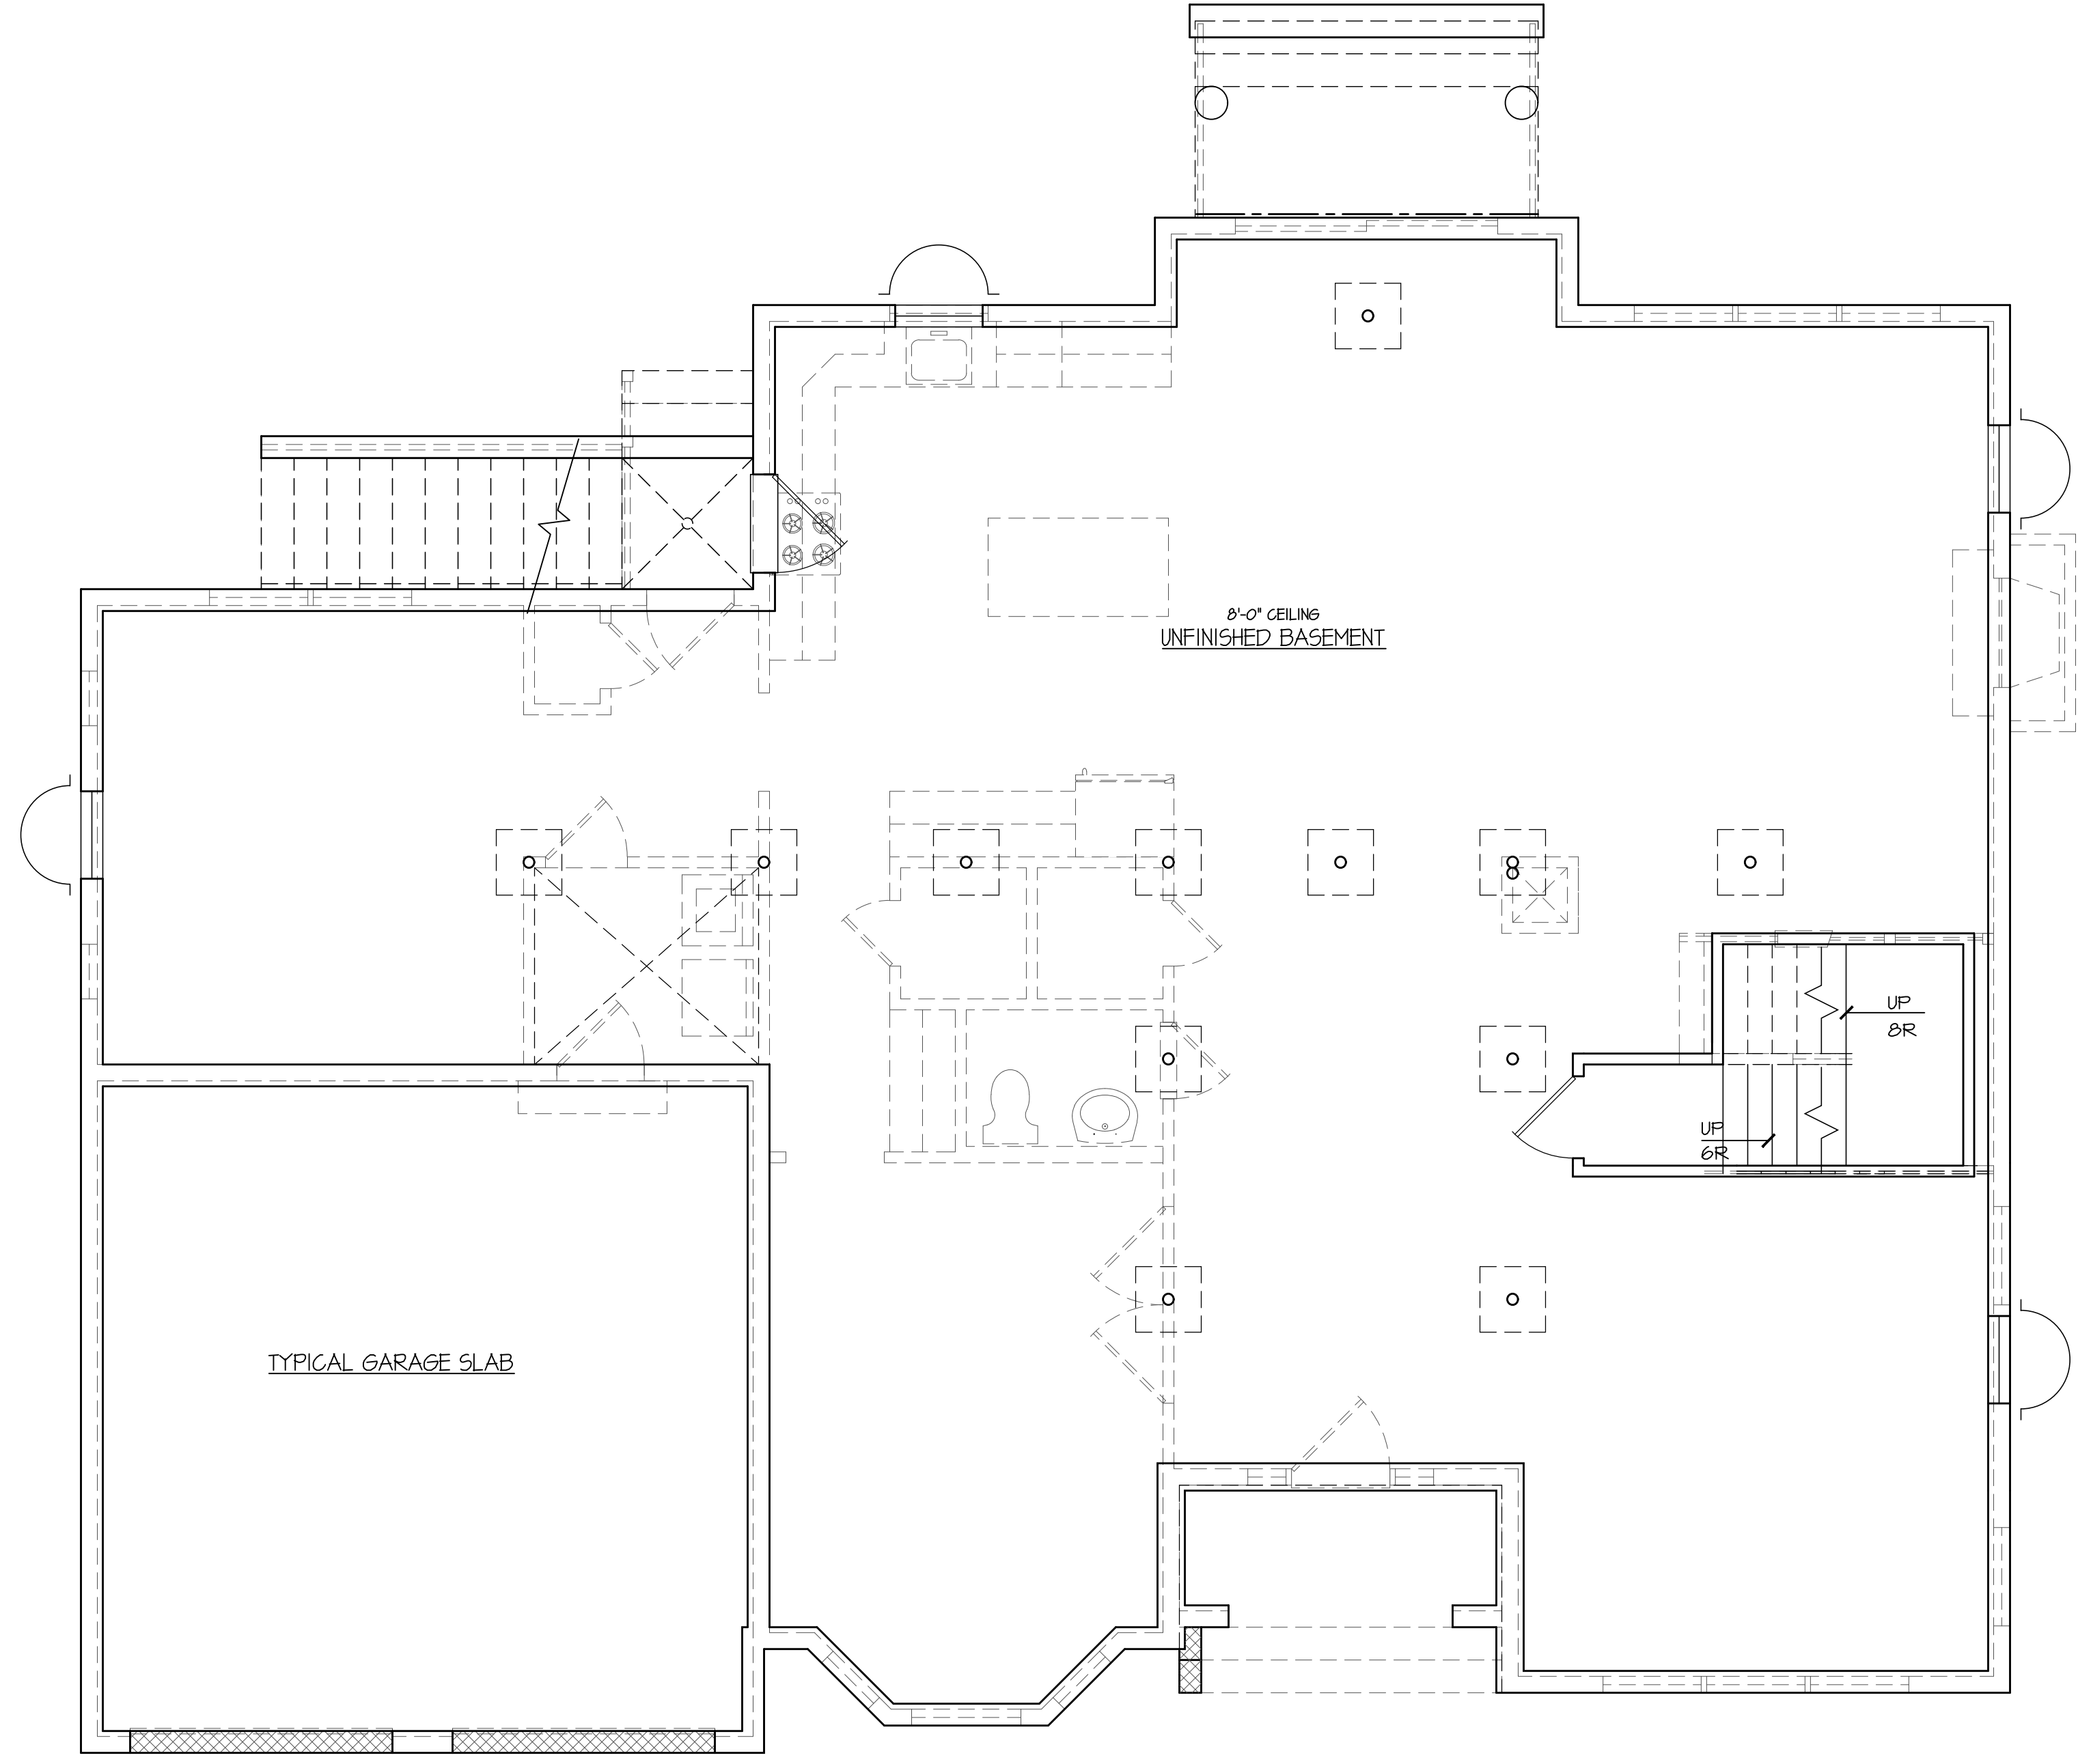 8'-0" CEILING
UNFINISHED BASEMENT
UP
8R
UP
6R
TYPICAL GARAGE SLAB